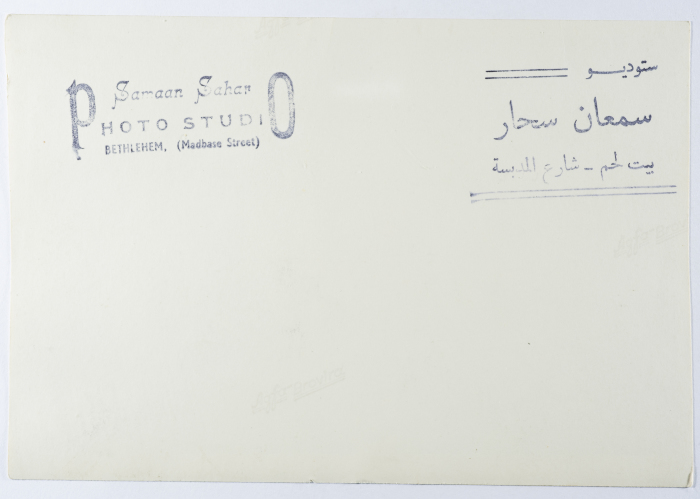 Samaan Sahar
PHOTO STUDIO
BETHLEHEM, (Madbase Street)
ستوديو
سمعان سحار
بيت لحم - شارع المدبسة